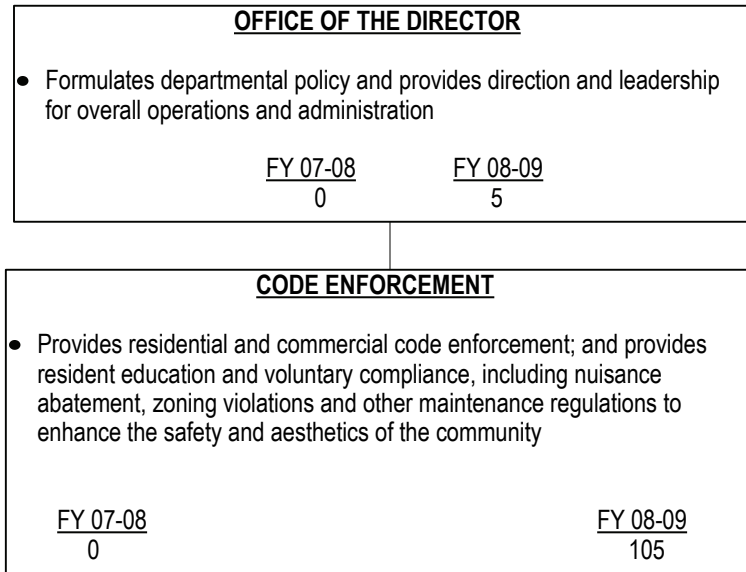 OFFICE OF THE DIRECTOR
● Formulates departmental policy and provides direction and leadership
for overall operations and administration
FY 07-08 FY 08-09
0 5
CODE ENFORCEMENT
● Provides residential and commercial code enforcement; and provides
resident education and voluntary compliance, including nuisance
abatement, zoning violations and other maintenance regulations to
enhance the safety and aesthetics of the community
FY 07-08 FY 08-09
0 105